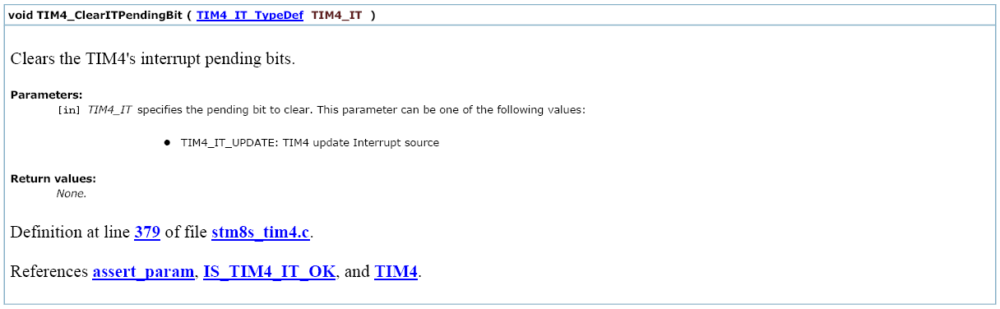 void TIM4_ClearITPendingBit ( TIM4_IT_TypeDef TIM4_IT )
Clears the TIM4's interrupt pending bits.
Parameters:
[in] TIM4_IT specifies the pending bit to clear. This parameter can be one of the following values:
● TIM4_IT_UPDATE: TIM4 update Interrupt source
Return values:
None.
Definition at line 379 of file stm8s_tim4.c.
References assert_param, IS_TIM4_IT_OK, and TIM4.